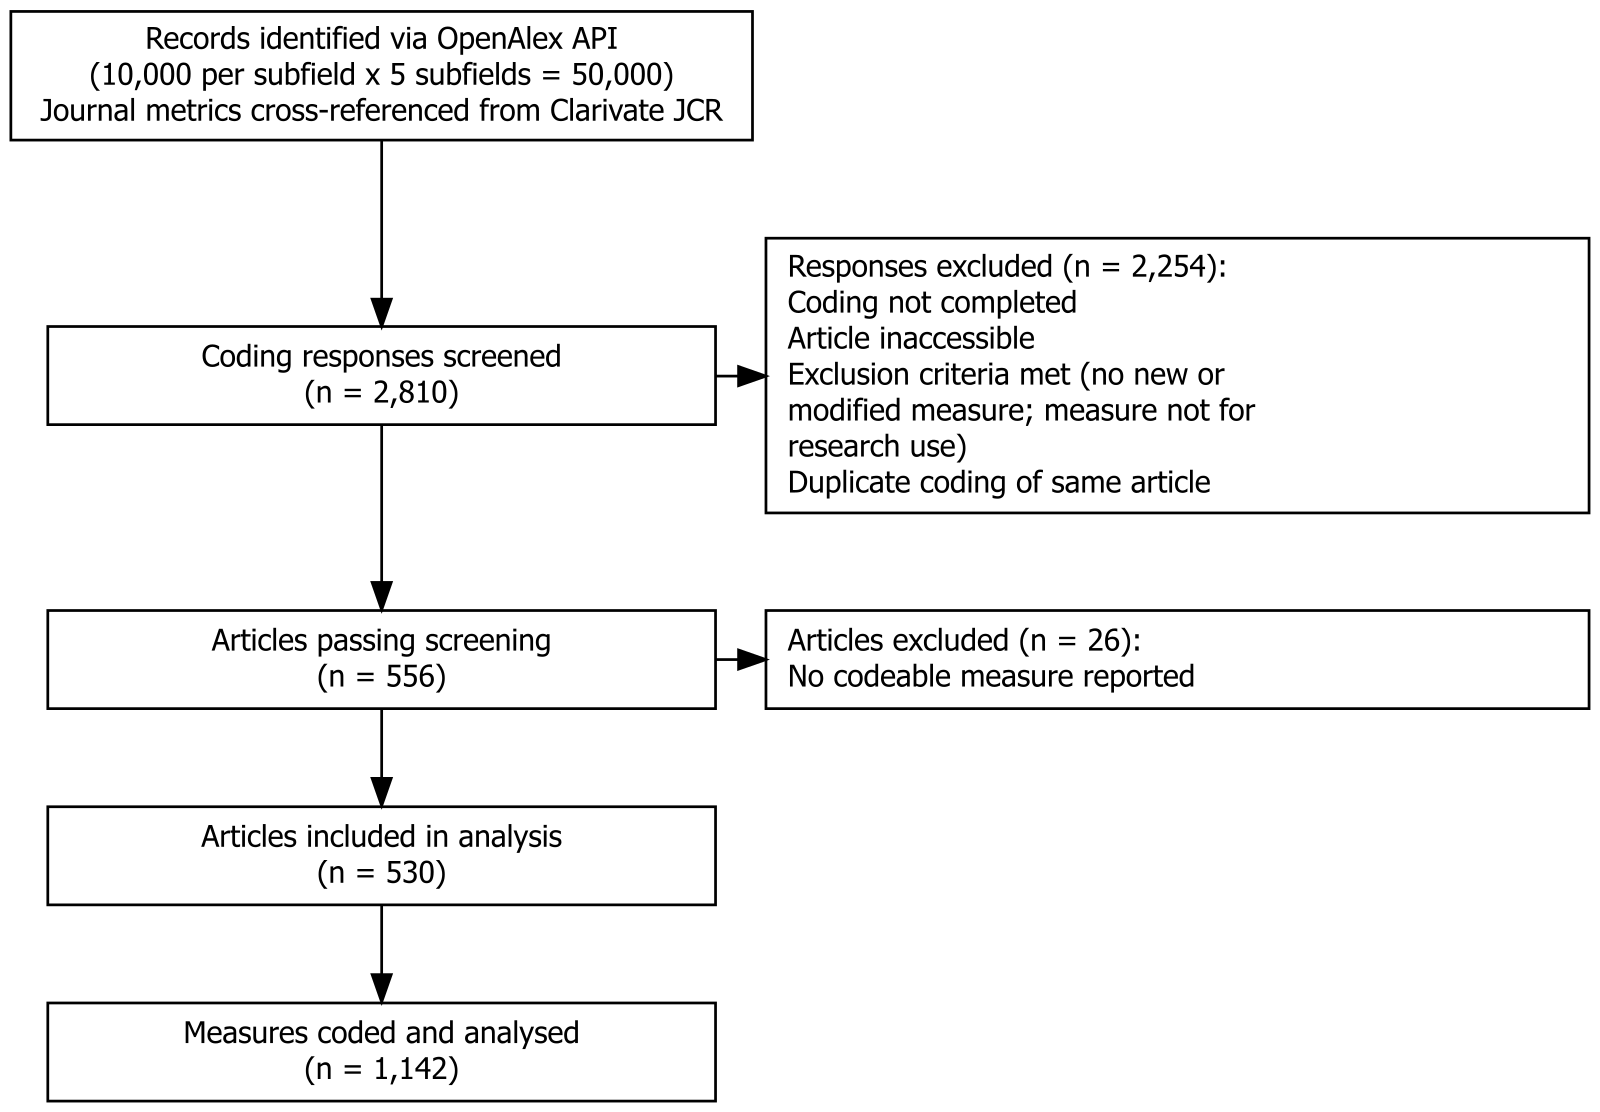 Records identified via OpenAlex API
(10,000 per subfield x 5 subfields = 50,000)
Journal metrics cross-referenced from Clarivate JCR
Coding responses screened
(n = 2,810)
Responses excluded (n = 2,254):
Coding not completed
Article inaccessible
Exclusion criteria met (no new or
modified measure; measure not for
research use)
Duplicate coding of same article
Articles passing screening
(n = 556)
Articles excluded (n = 26):
No codeable measure reported
Articles included in analysis
(n = 530)
Measures coded and analysed
(n = 1,142)